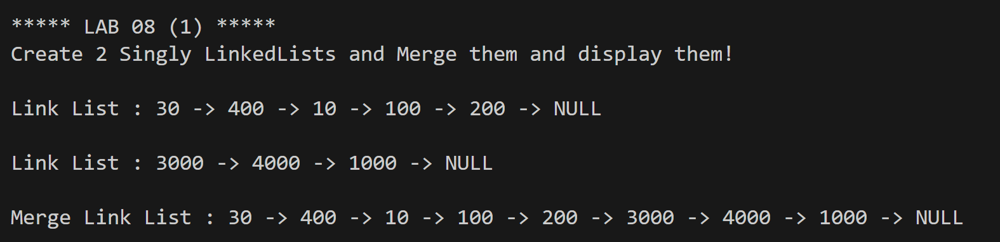 ***** LAB 08 (1) *****
Create 2 Singly LinkedLists and Merge them and display them!
Link List : 30 -> 400 -> 10 -> 100 -> 200 -> NULL
Link List : 3000 -> 4000 -> 1000 -> NULL
Merge Link List : 30 -> 400 -> 10 -> 100 -> 200 -> 3000 -> 4000 -> 1000 -> NULL